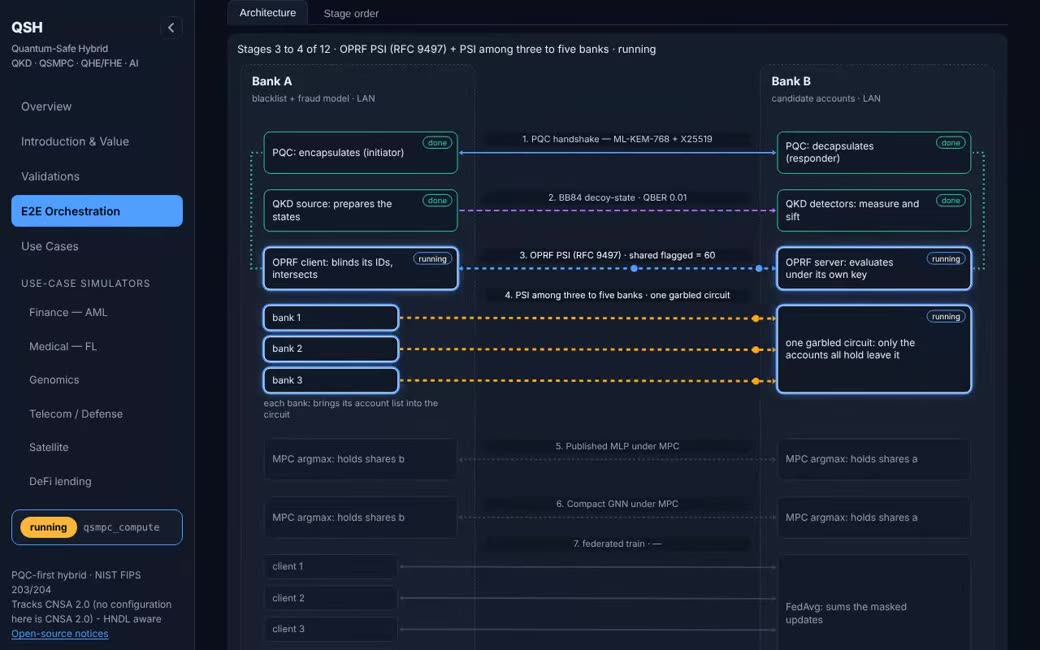 QSH
Quantum-Safe Hybrid
QKD · QSMPC · QHE/FHE · AI
Overview
Introduction & Value
Validations
E2E Orchestration
Use Cases
USE-CASE SIMULATORS
Finance — AML
Medical — FL
Genomics
Telecom / Defense
Satellite
DeFi lending
running qsmpc_compute
PQC-first hybrid · NIST FIPS
203/204
Tracks CNSA 2.0 (no configuration
here is CNSA 2.0) - HNDL aware
Open-source notices
Architecture
Stage order
Stages 3 to 4 of 12 · OPRF PSI (RFC 9497) + PSI among three to five banks · running
Bank A
blacklist + fraud model · LAN
Bank B
candidate accounts · LAN
PQC: encapsulates (initiator)
done
1. PQC handshake — ML-KEM-768 + X25519
PQC: decapsulates
(responder)
done
QKD source: prepares the
states
done
2. BB84 decoy-state · QBER 0.01
QKD detectors: measure and
sift
done
OPRF client: blinds its IDs,
intersects
running
3. OPRF PSI (RFC 9497) · shared flagged = 60
OPRF server: evaluates
under its own key
running
4. PSI among three to five banks · one garbled circuit
bank 1
bank 2
bank 3
each bank: brings its account list into the
circuit
running
one garbled circuit: only the
accounts all hold leave it
MPC argmax: holds shares b
5. Published MLP under MPC
MPC argmax: holds shares a
MPC argmax: holds shares b
6. Compact GNN under MPC
MPC argmax: holds shares a
7. federated train · —
client 1
client 2
client 3
FedAvg: sums the masked
updates